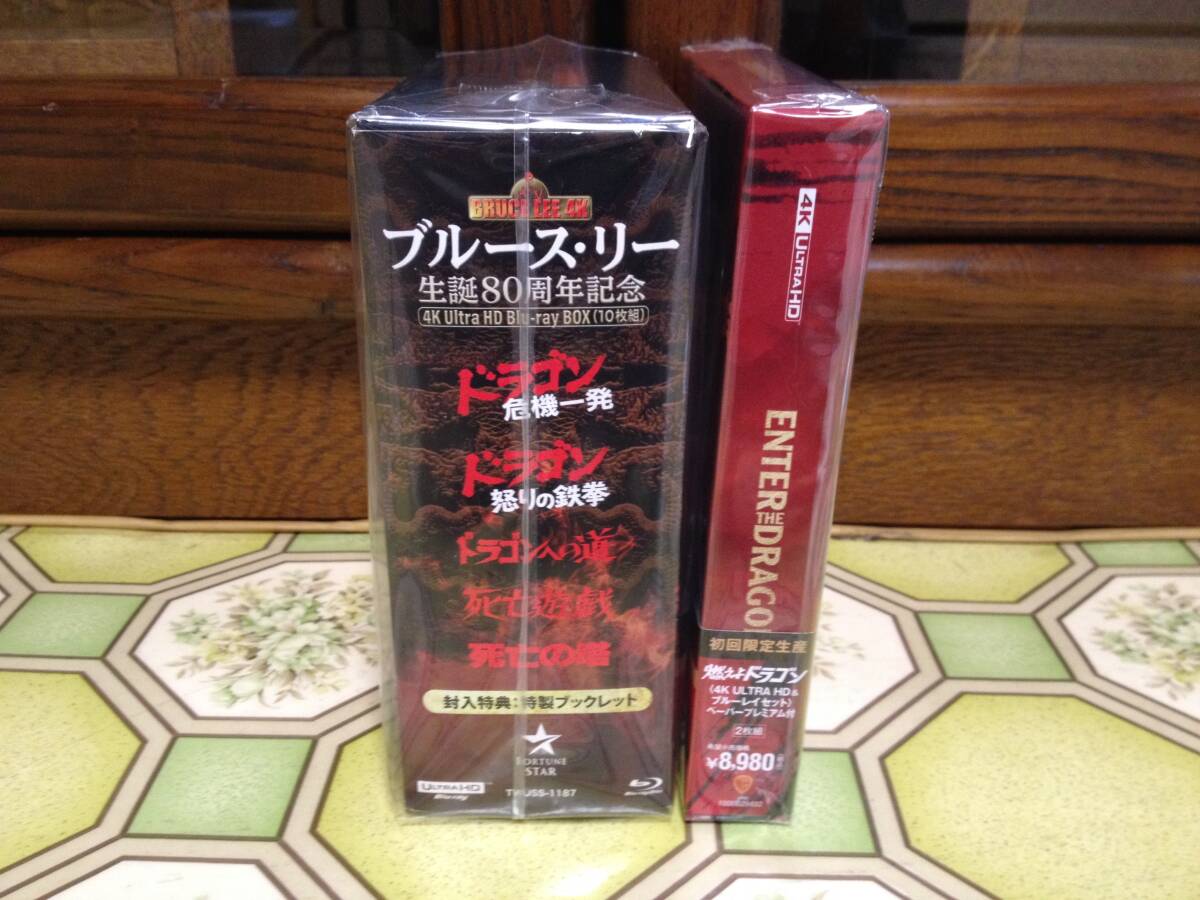 BRUCE LEE 4K
ブルース・リー
生誕80周年記念
4K Ultra HD Blu-ray BOX(10枚組)
ドラゴン
危機一発
ドラゴン
怒りの鉄拳
ドラゴンへの道
死亡遊戯
死亡の塔
封入特典:特製ブックレット
FORTUNE
STAR
ULTRA HD
Blu-ray
4K ULTRA HD
ENTER THE DRAGO
初回限定生産
燃えよドラゴン
〈4K ULTRA HD &
ブルーレイセット〉
ペーパープレミアム付
2枚組
希望小売価格
¥8,980